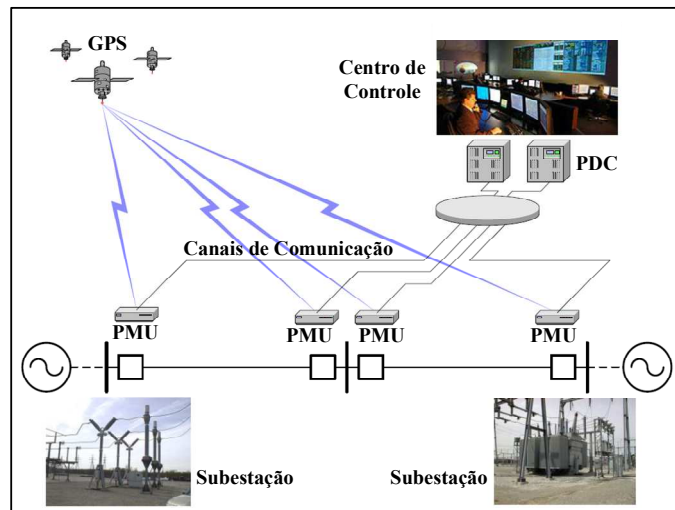 GPS
Centro de
Controle
PDC
Canais de Comunicação
PMU
PMU
PMU
PMU
Subestação
Subestação